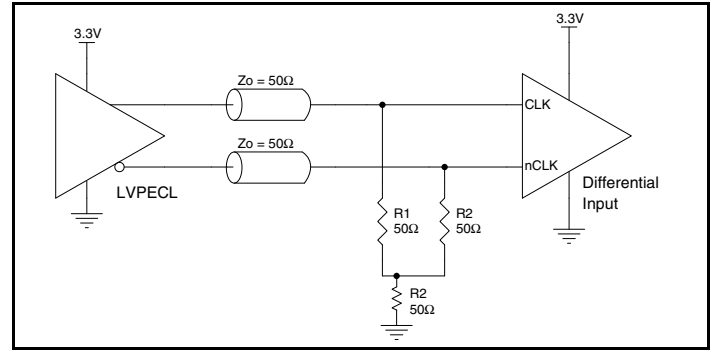 3.3V
3.3V
Zo = 50Ω
CLK
Zo = 50Ω
nCLK
LVPECL
Differential
Input
R1
50Ω
R2
50Ω
R2
50Ω